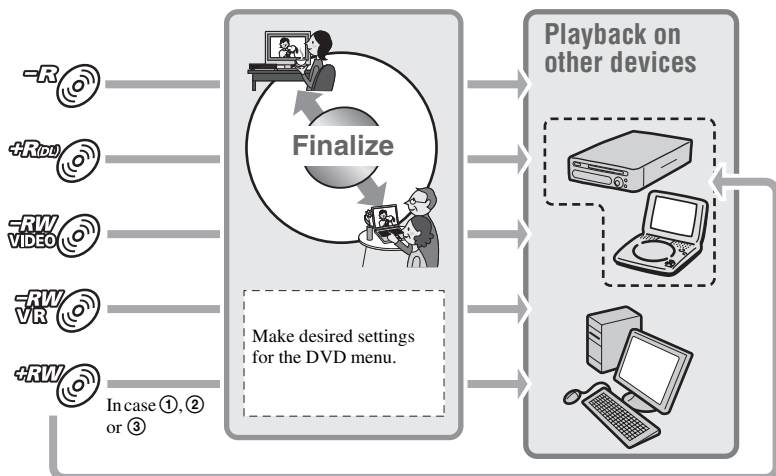 Playback on
other devices
-R
+R(DL)
Finalize
-RW
VIDEO
-RW
VR
Make desired settings
for the DVD menu.
+RW
In case ①, ②
or ③